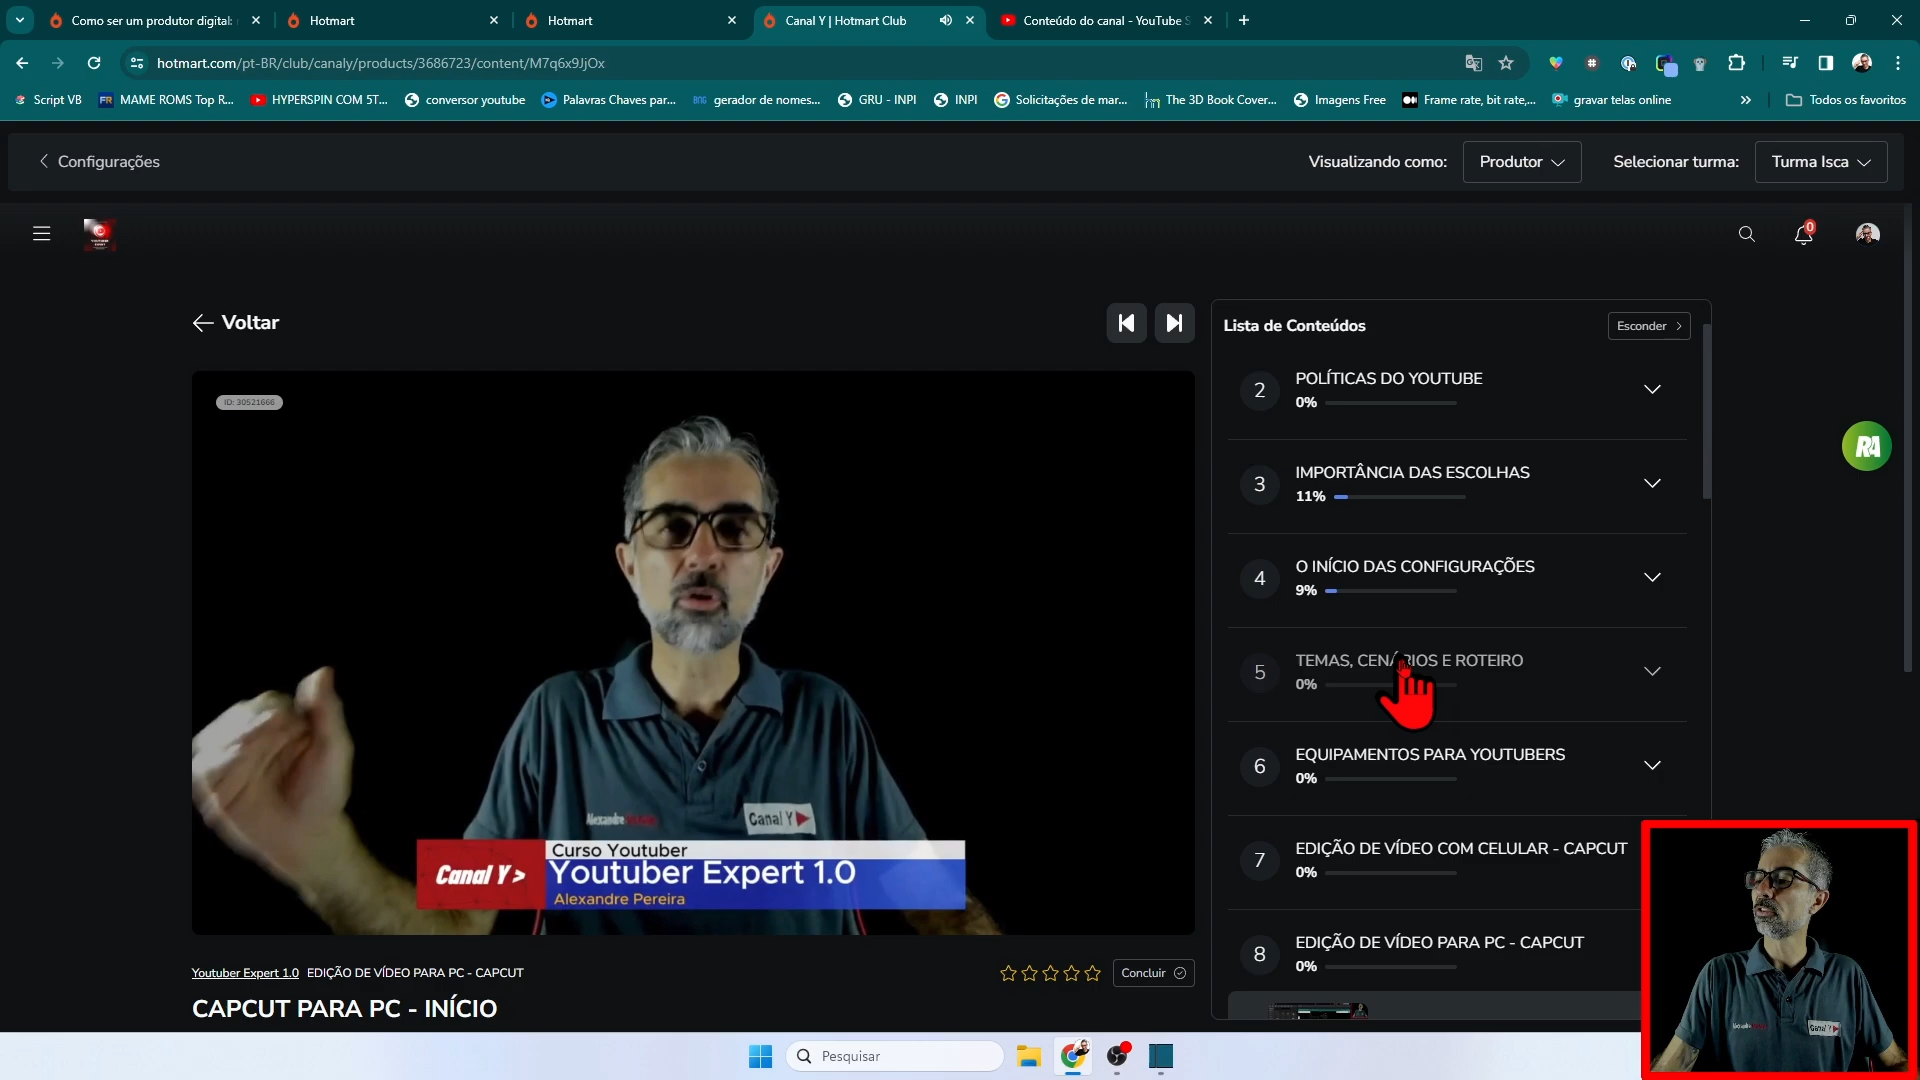 Como ser um produtor digital:
Hotmart
Hotmart
Canal Y | Hotmart Club
Conteúdo do canal - YouTube S
hotmart.com/pt-BR/club/canaly/products/3686723/content/M7q6x9JjOx
Script VB
FR MAME ROMS Top R...
HYPERSPIN COM 5T...
conversor youtube
Palavras Chaves par...
gerador de nomes...
GRU - INPI
INPI
Solicitações de mar...
The 3D Book Cover...
Imagens Free
Frame rate, bit rate,...
gravar telas online
Todos os favoritos
Configurações
Visualizando como:
Produtor
Selecionar turma:
Turma Isca
0
Voltar
Lista de Conteúdos
Esconder
ID: 30521666
2
POLÍTICAS DO YOUTUBE
0%
3
IMPORTÂNCIA DAS ESCOLHAS
11%
4
O INÍCIO DAS CONFIGURAÇÕES
9%
5
TEMAS, CENÁRIOS E ROTEIRO
0%
6
EQUIPAMENTOS PARA YOUTUBERS
0%
7
EDIÇÃO DE VÍDEO COM CELULAR - CAPCUT
0%
8
EDIÇÃO DE VÍDEO PARA PC - CAPCUT
0%
RA
Canal Y
Canal Y >
Curso Youtuber
Youtuber Expert 1.0
Alexandre Pereira
Youtuber Expert 1.0 EDIÇÃO DE VÍDEO PARA PC - CAPCUT
Concluir
CAPCUT PARA PC - INÍCIO
Pesquisar
Canal Y